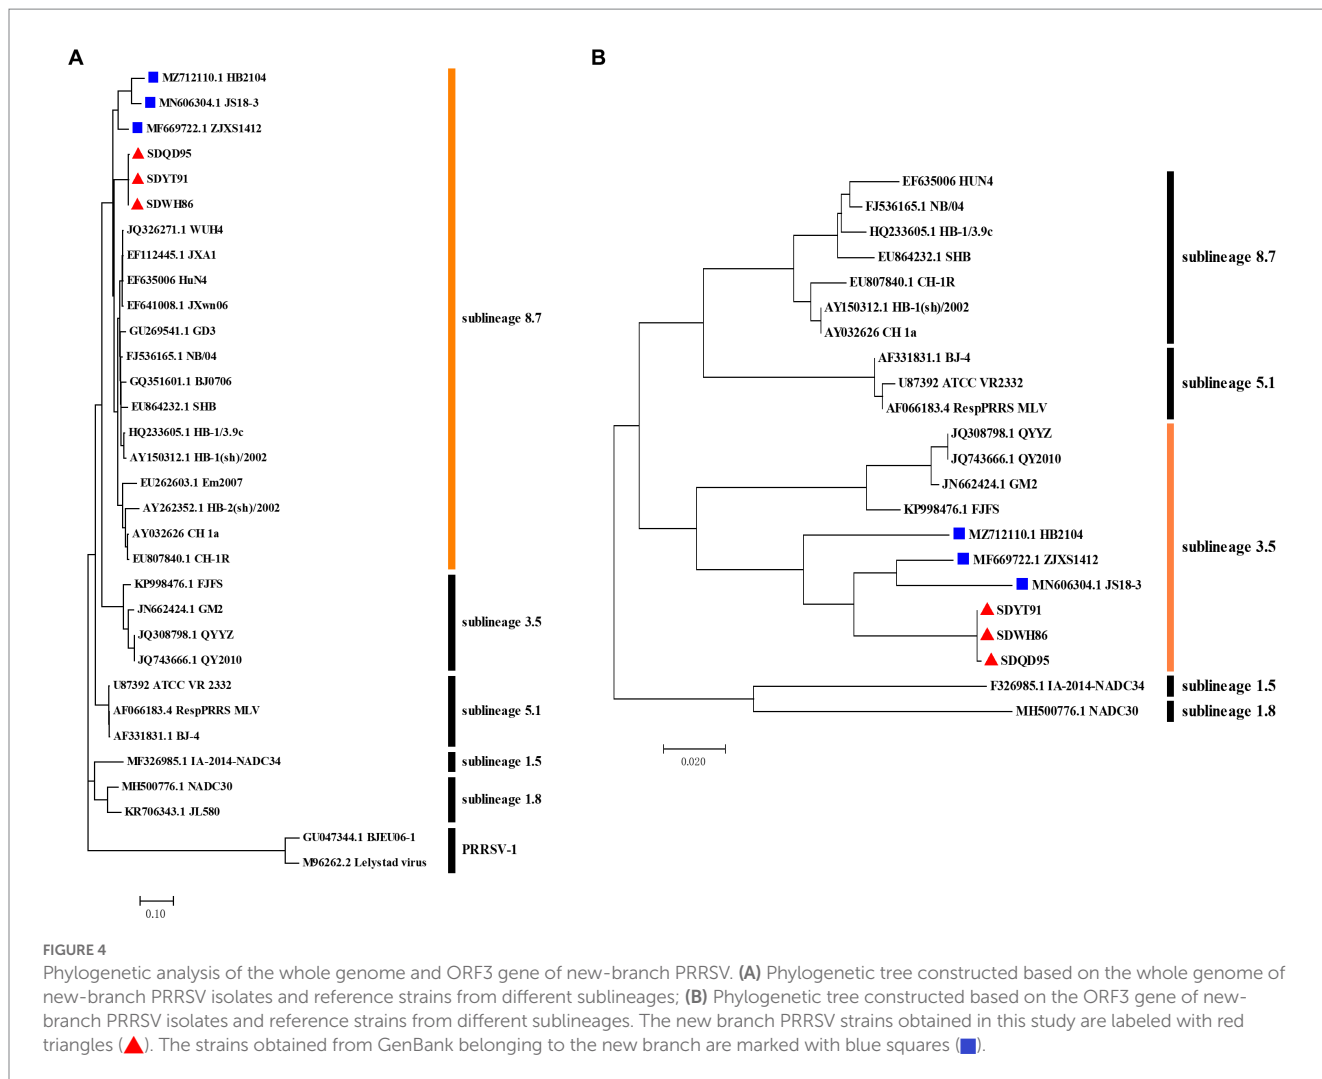 A
MZ712110.1 HB2104
MN606304.1 JS18-3
MF669722.1 ZJXS1412
SDQD95
SDYT91
SDWH86
JQ326271.1 WUH4
EF112445.1 JXA1
EF635006 HuN4
EF641008.1 JXwn06
GU269541.1 GD3
FJ536165.1 NB/04
GQ351601.1 BJ0706
EU864232.1 SHB
HQ233605.1 HB-1/3.9c
AY150312.1 HB-1(sh)/2002
EU262603.1 Em2007
AY262352.1 HB-2(sh)/2002
AY032626 CH 1a
EU807840.1 CH-1R
KP998476.1 FJFS
JN662424.1 GM2
JQ308798.1 QYYZ
JQ743666.1 QY2010
U87392 ATCC VR 2332
AF066183.4 RespPRRS MLV
AF331831.1 BJ-4
MF326985.1 IA-2014-NADC34
MH500776.1 NADC30
KR706343.1 JL580
GU047344.1 BJEU06-1
M96262.2 Lelystad virus
sublineage 8.7
sublineage 3.5
sublineage 5.1
sublineage 1.5
sublineage 1.8
PRRSV-1
0.10
B
EF635006 HUN4
FJ536165.1 NB/04
HQ233605.1 HB-1/3.9c
EU864232.1 SHB
EU807840.1 CH-1R
AY150312.1 HB-1(sh)/2002
AY032626 CH 1a
AF331831.1 BJ-4
U87392 ATCC VR2332
AF066183.4 RespPRRS MLV
JQ308798.1 QYYZ
JQ743666.1 QY2010
JN662424.1 GM2
KP998476.1 FJFS
MZ712110.1 HB2104
MF669722.1 ZJXS1412
MN606304.1 JS18-3
SDYT91
SDWH86
SDQD95
F326985.1 IA-2014-NADC34
MH500776.1 NADC30
sublineage 8.7
sublineage 5.1
sublineage 3.5
sublineage 1.5
sublineage 1.8
0.020
FIGURE 4
Phylogenetic analysis of the whole genome and ORF3 gene of new-branch PRRSV. (A) Phylogenetic tree constructed based on the whole genome of
new-branch PRRSV isolates and reference strains from different sublineages; (B) Phylogenetic tree constructed based on the ORF3 gene of new-
branch PRRSV isolates and reference strains from different sublineages. The new branch PRRSV strains obtained in this study are labeled with red
triangles (▲). The strains obtained from GenBank belonging to the new branch are marked with blue squares (■).